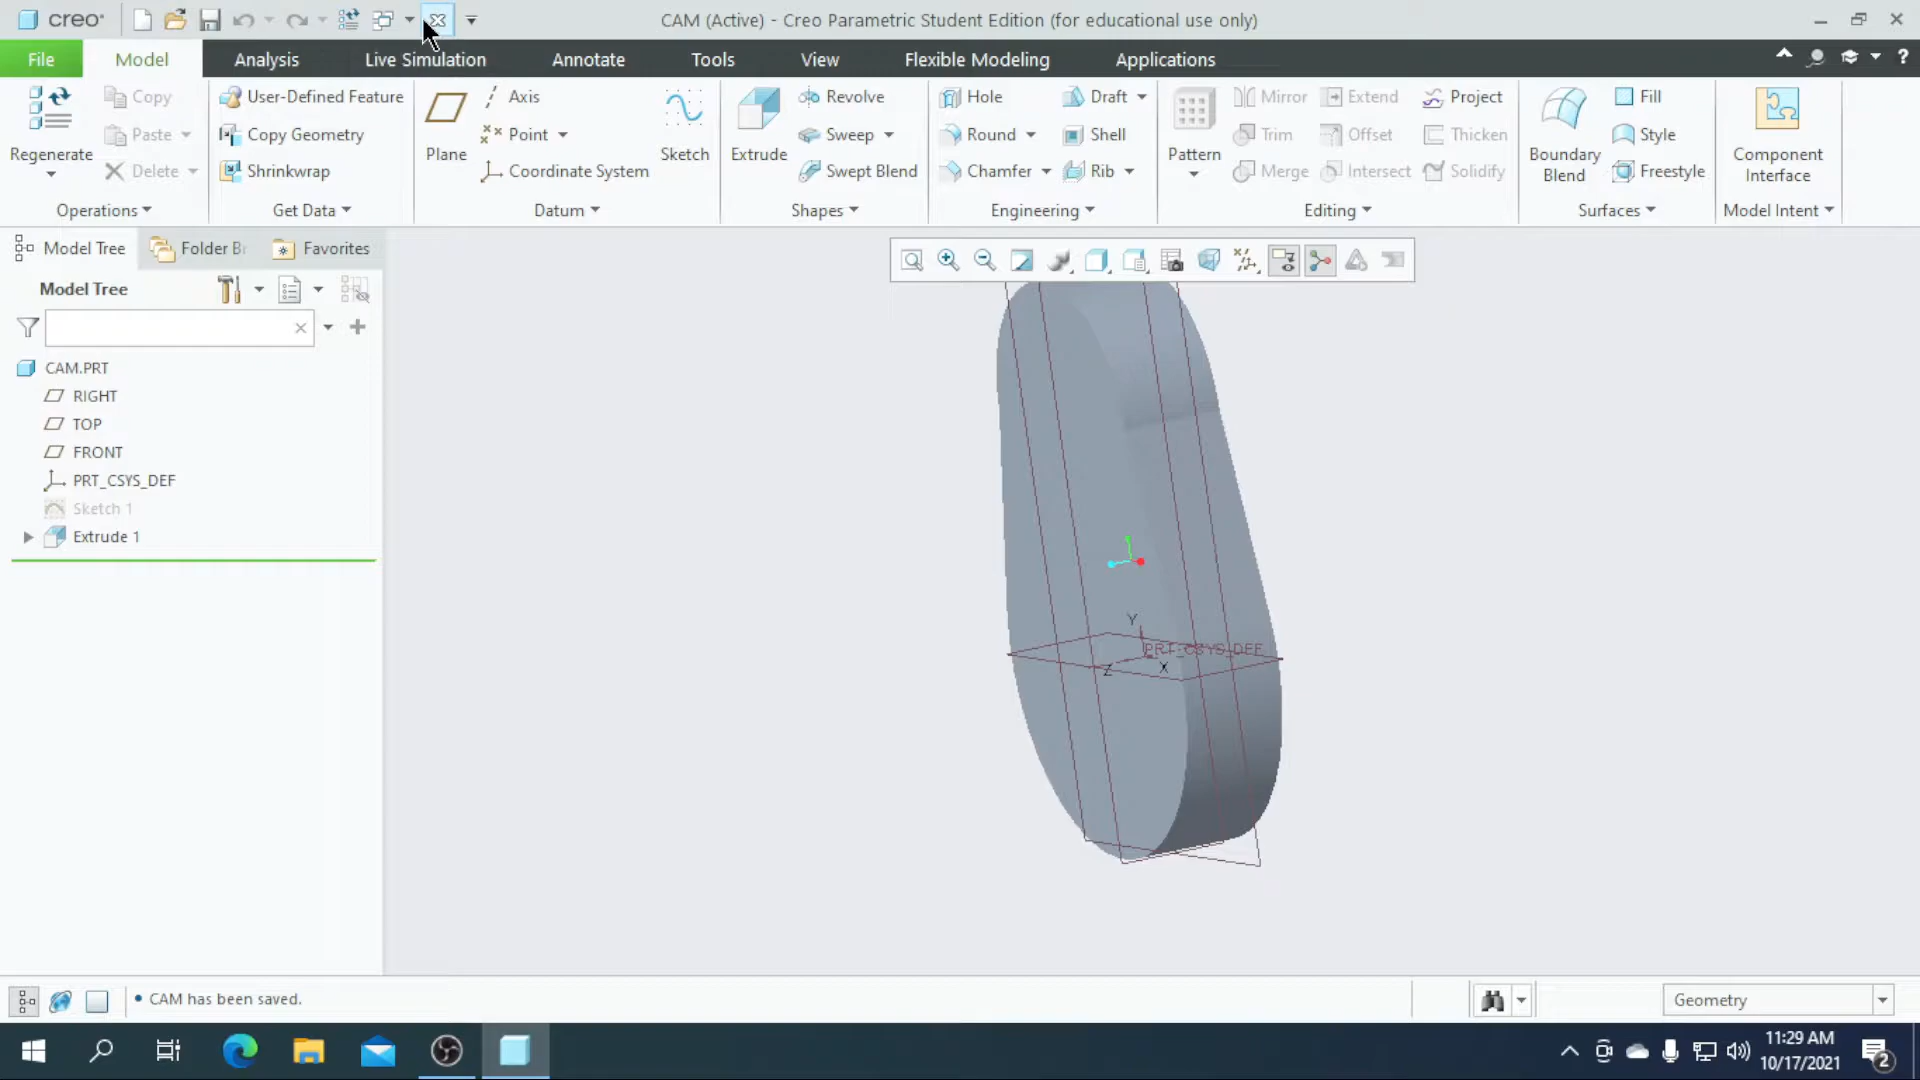 creo
CAM (Active) - Creo Parametric Student Edition (for educational use only)
File
Model
Analysis
Live Simulation
Annotate
Tools
View
Flexible Modeling
Applications
Regenerate
Copy
Paste
Delete
Operations
User-Defined Feature
Copy Geometry
Shrinkwrap
Get Data
Plane
Axis
Point
Coordinate System
Sketch
Datum
Extrude
Revolve
Sweep
Swept Blend
Shapes
Hole
Round
Chamfer
Draft
Shell
Rib
Engineering
Pattern
Mirror
Trim
Merge
Extend
Offset
Intersect
Project
Thicken
Solidify
Editing
Boundary
Blend
Fill
Style
Freestyle
Surfaces
Component
Interface
Model Intent
Model Tree
Folder Br
Favorites
Model Tree
CAM.PRT
RIGHT
TOP
FRONT
PRT_CSYS_DEF
Sketch 1
Extrude 1
Y
PRT_CSYS_DEF
Z
X
CAM has been saved.
Geometry
11:29 AM
10/17/2021
2